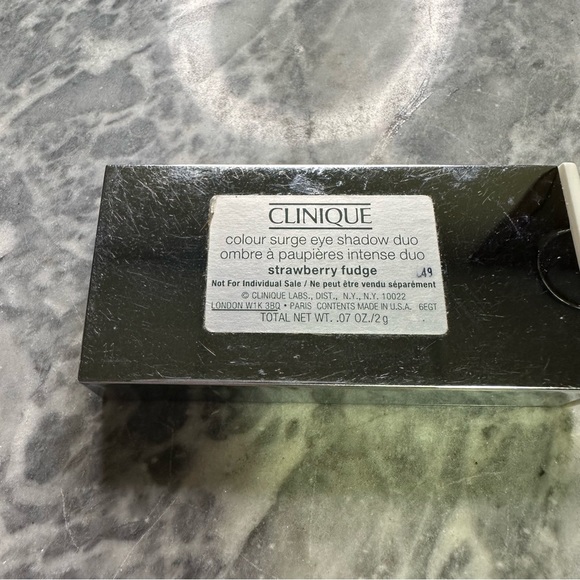 CLINIQUE
colour surge eye shadow duo
ombre à paupières intense duo
strawberry fudge
A9
Not For Individual Sale / Ne peut être vendu séparément
© CLINIQUE LABS., DIST., N.Y., N.Y. 10022
LONDON W1K 3BQ • PARIS CONTENTS MADE IN U.S.A. 6EGT
TOTAL NET WT. .07 OZ./2 g